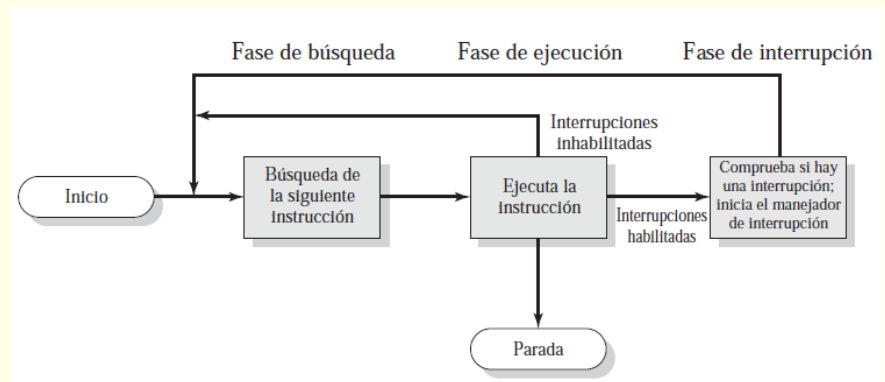 Fase de búsqueda
Fase de ejecución
Fase de interrupción
Interrupciones
inhabilitadas
Inicio
Búsqueda de
la siguiente
instrucción
Ejecuta la
instrucción
Interrupciones
habilitadas
Comprueba si hay
una interrupción;
inicia el manejador
de interrupción
Parada